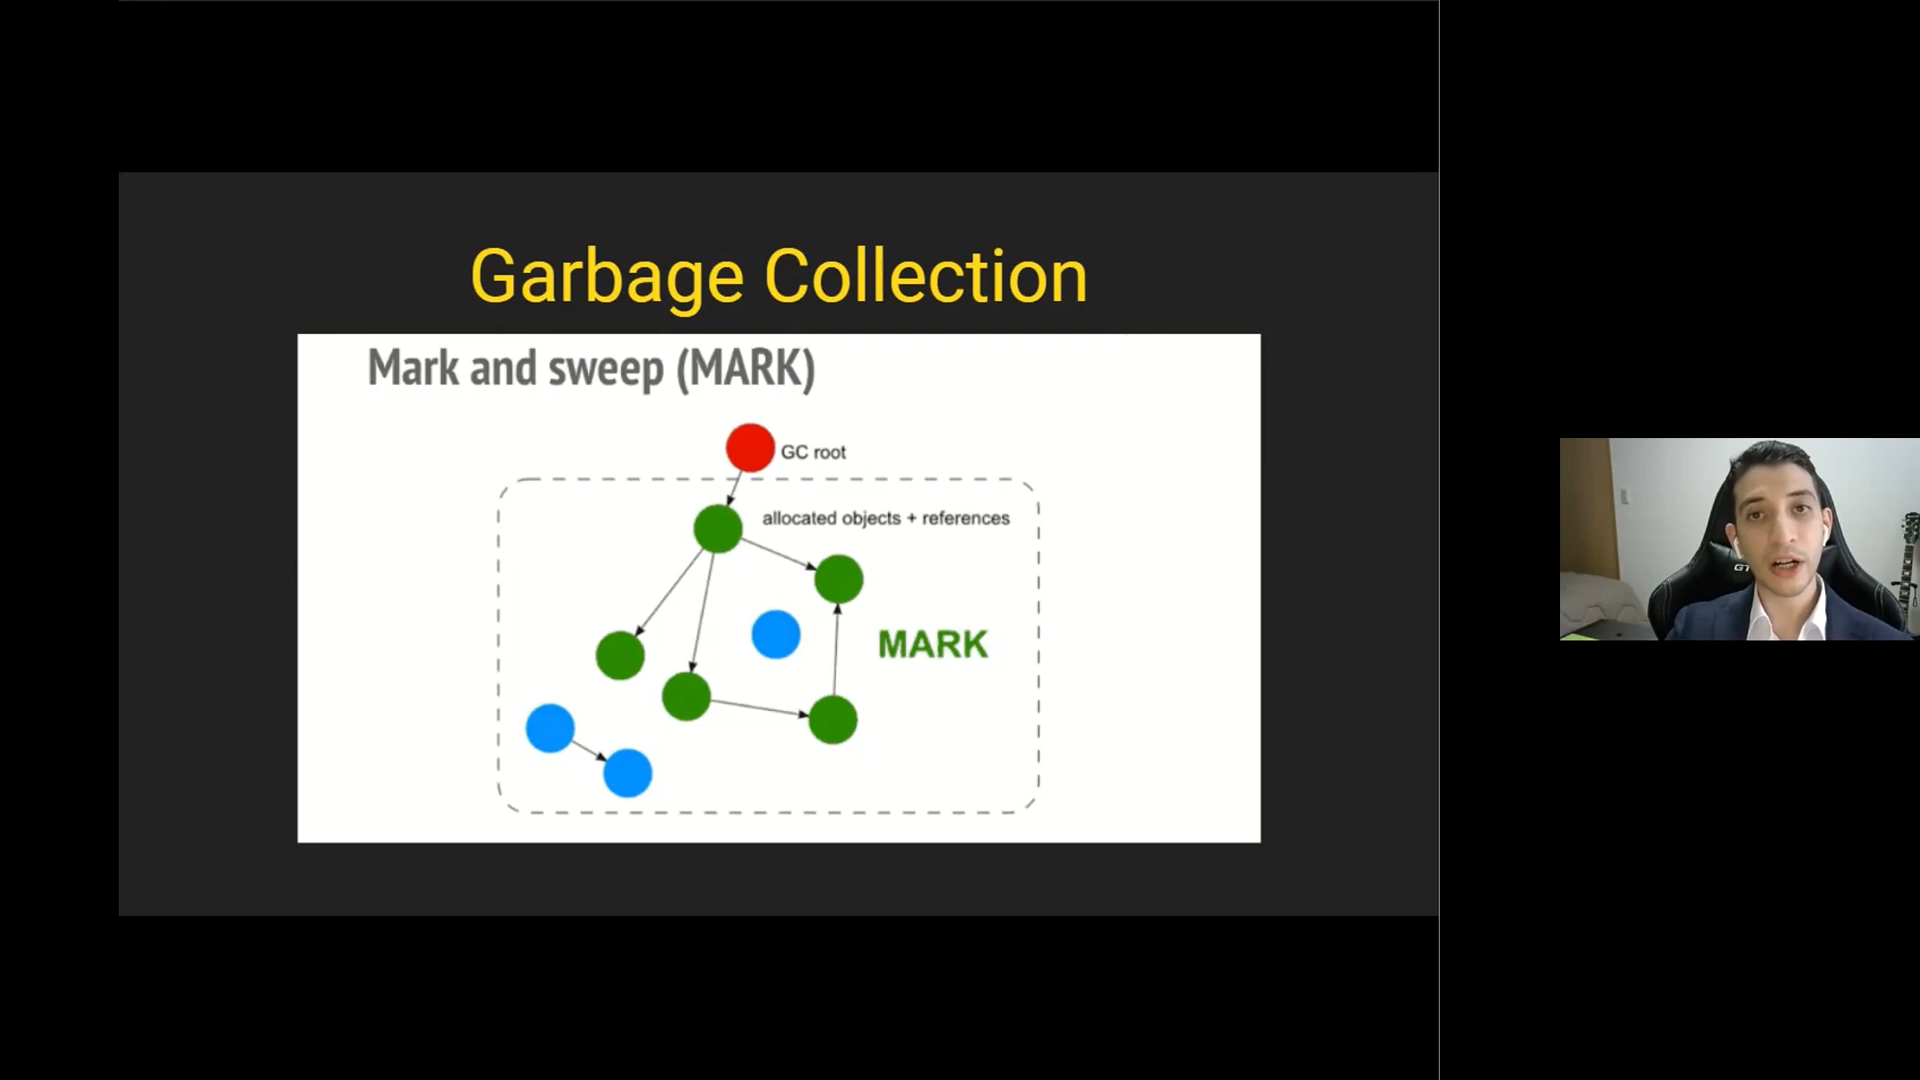 Garbage Collection
Mark and sweep (MARK)
GC root
allocated objects + references
MARK